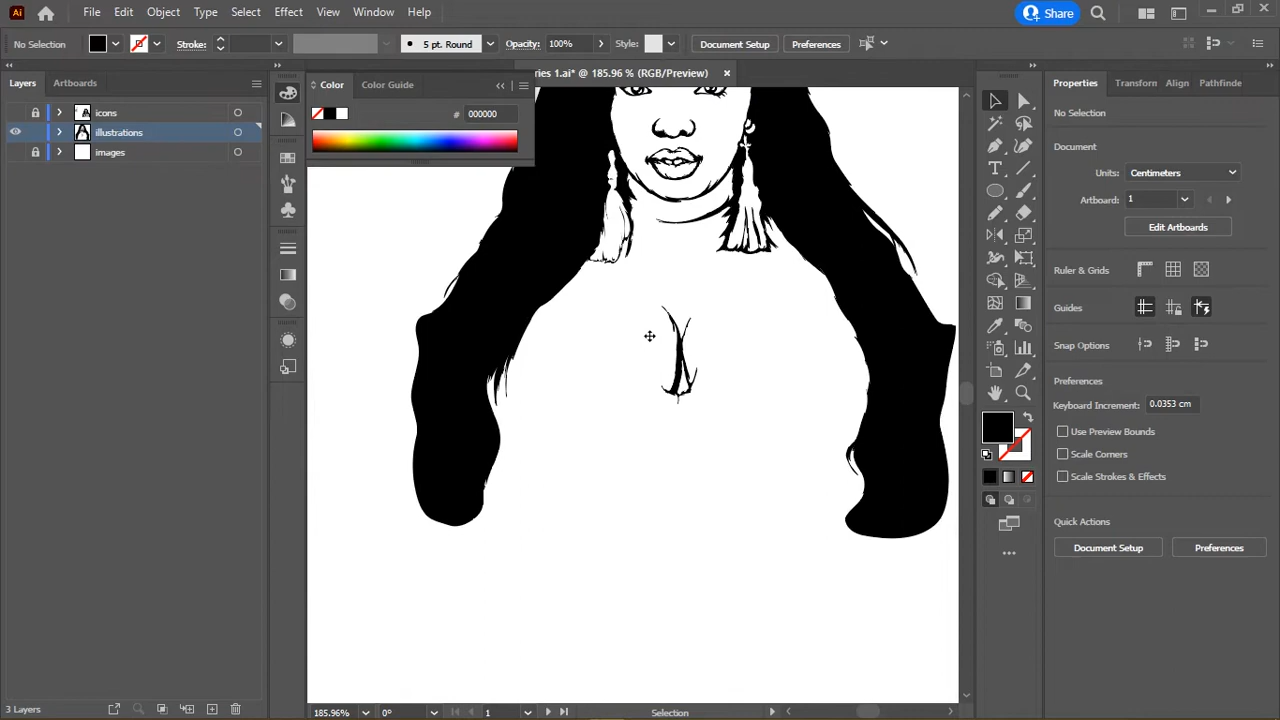 Ai File Edit Object Type Select Effect View Window Help Share
No Selection Stroke: 5 pt. Round Opacity: 100% Style: Document Setup Preferences
ries 1.ai* @ 185.96 % (RGB/Preview)
Layers Artboards
Color Color Guide
Properties Transform Align Pathfinder
icons
illustrations
images
# 000000
No Selection
Document
Units: Centimeters
Artboard: 1
Edit Artboards
Ruler & Grids
Guides
Snap Options
Preferences
Keyboard Increment: 0.0353 cm
Use Preview Bounds
Scale Corners
Scale Strokes & Effects
Quick Actions
Document Setup Preferences
3 Layers
185.96% 0° 1 Selection